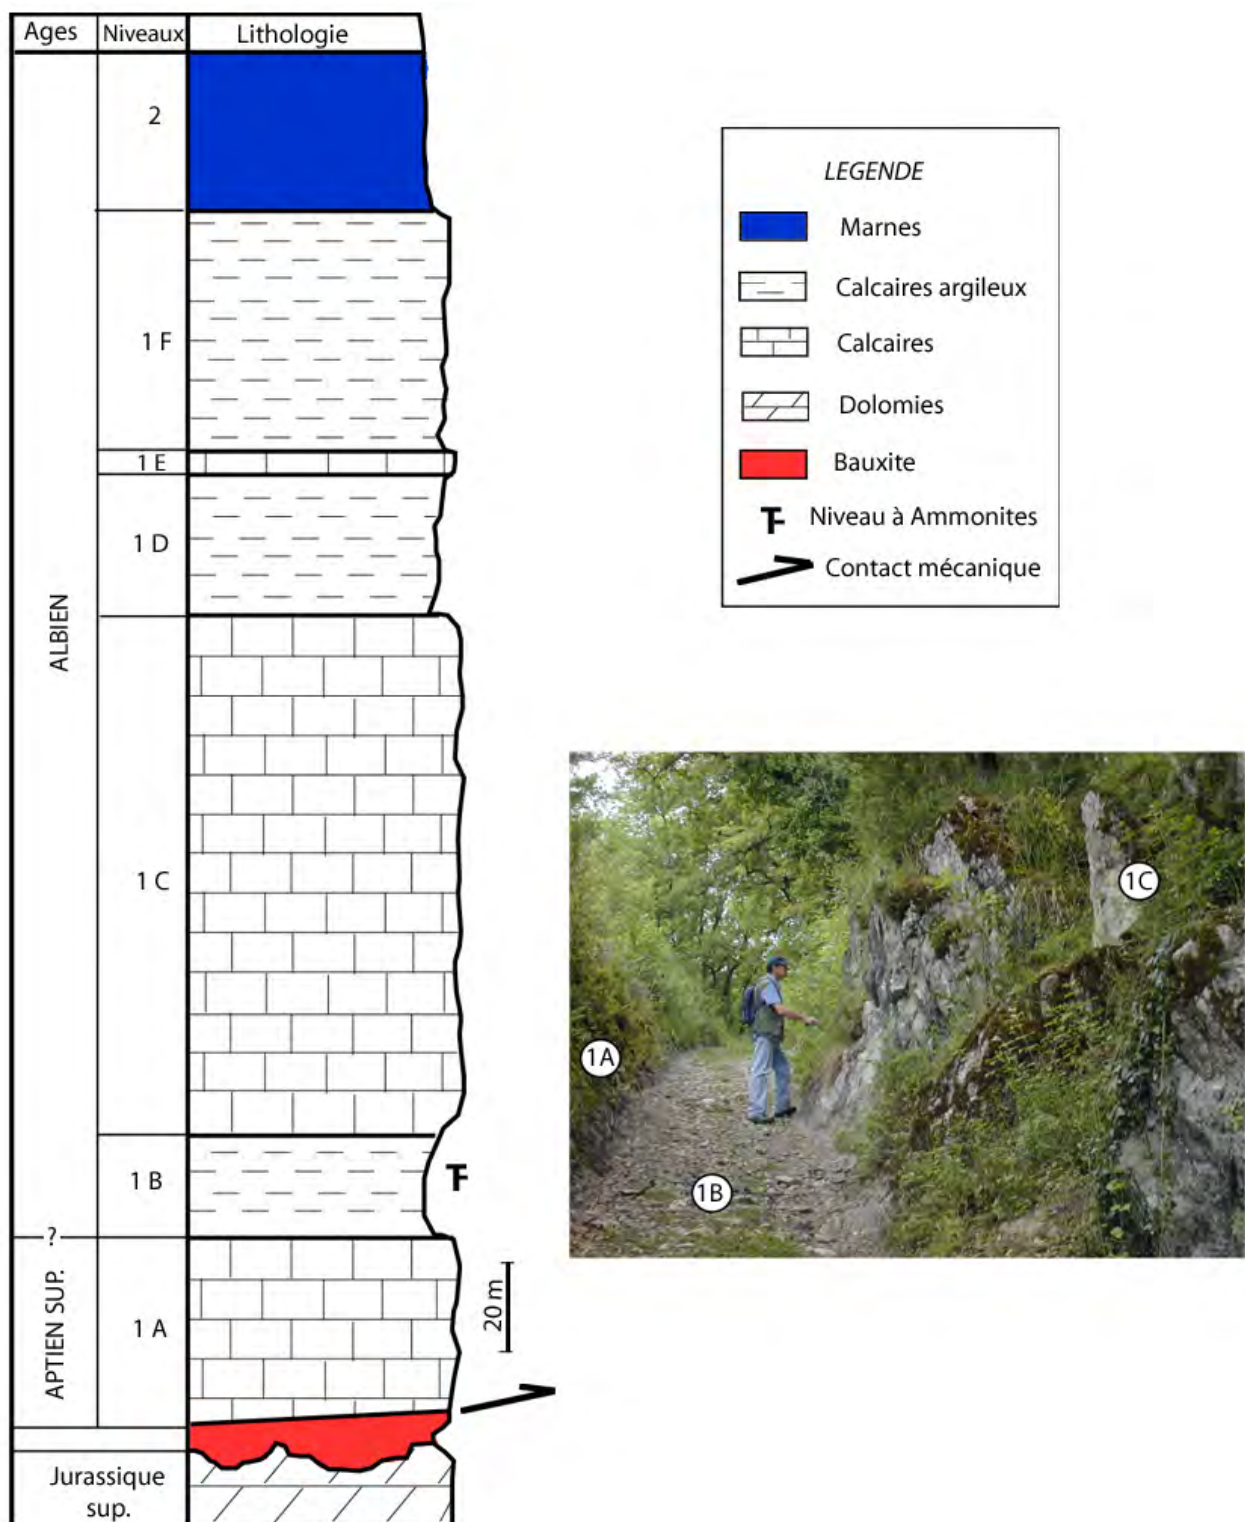 Ages Niveaux Lithologie
2
1 F
1 E
1 D
ALBIEN
1 C
1 B
?
APTIEN SUP.
1 A
20 m
Jurassique
sup.
LEGENDE
Marnes
Calcaires argileux
Calcaires
Dolomies
Bauxite
Niveau à Ammonites
Contact mécanique
1C
1A
1B